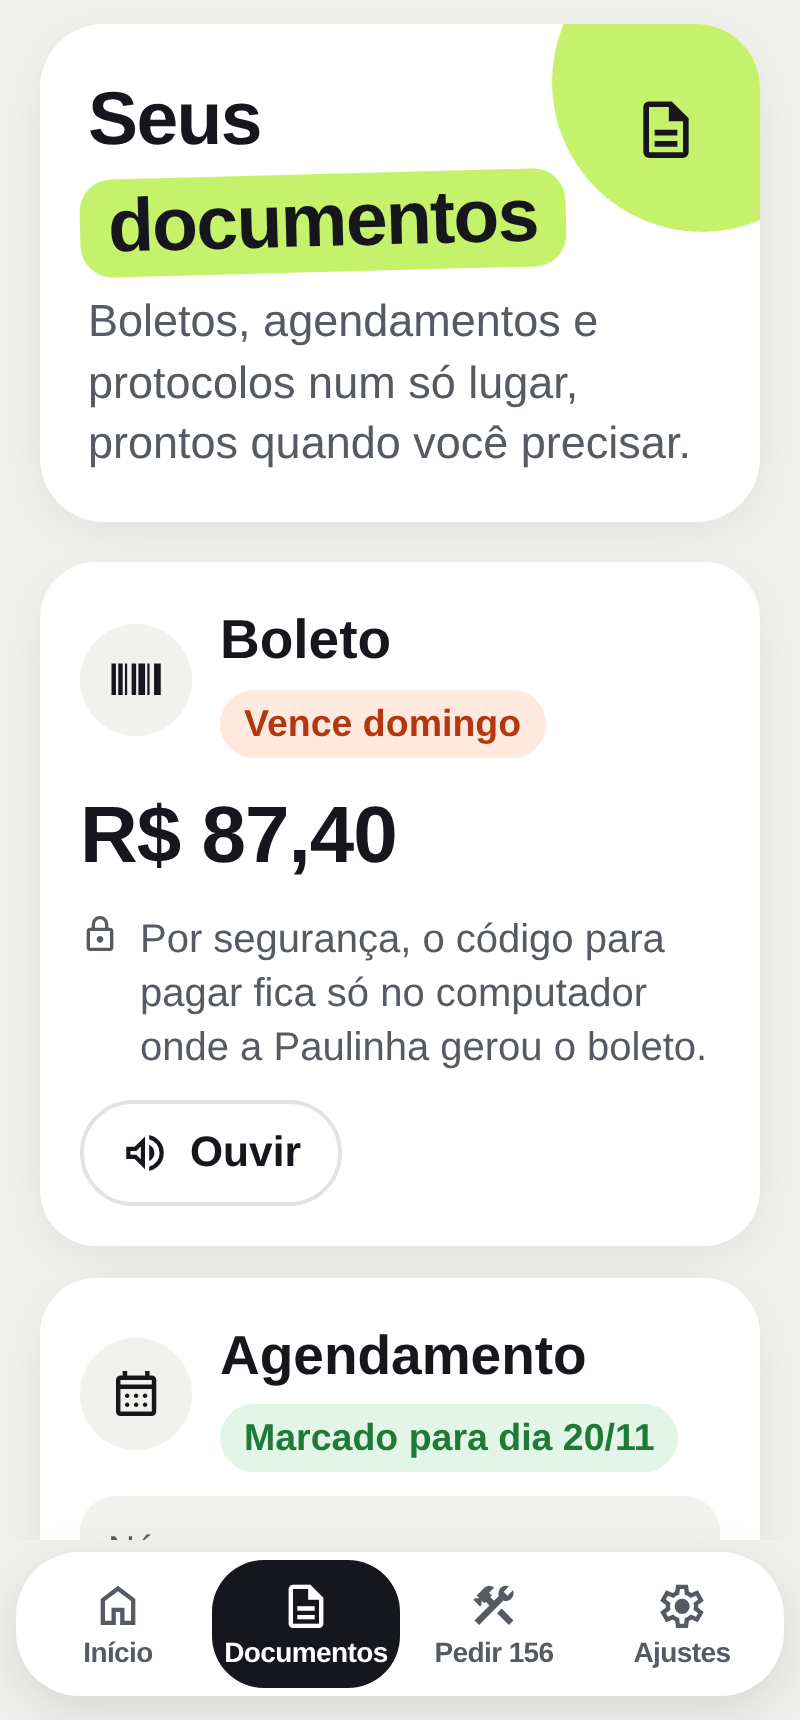 Seus
documentos
Boletos, agendamentos e
protocolos num só lugar,
prontos quando você precisar.
Boleto
Vence domingo
R$ 87,40
Por segurança, o código para
pagar fica só no computador
onde a Paulinha gerou o boleto.
Ouvir
Agendamento
Marcado para dia 20/11
Início
Documentos
Pedir 156
Ajustes